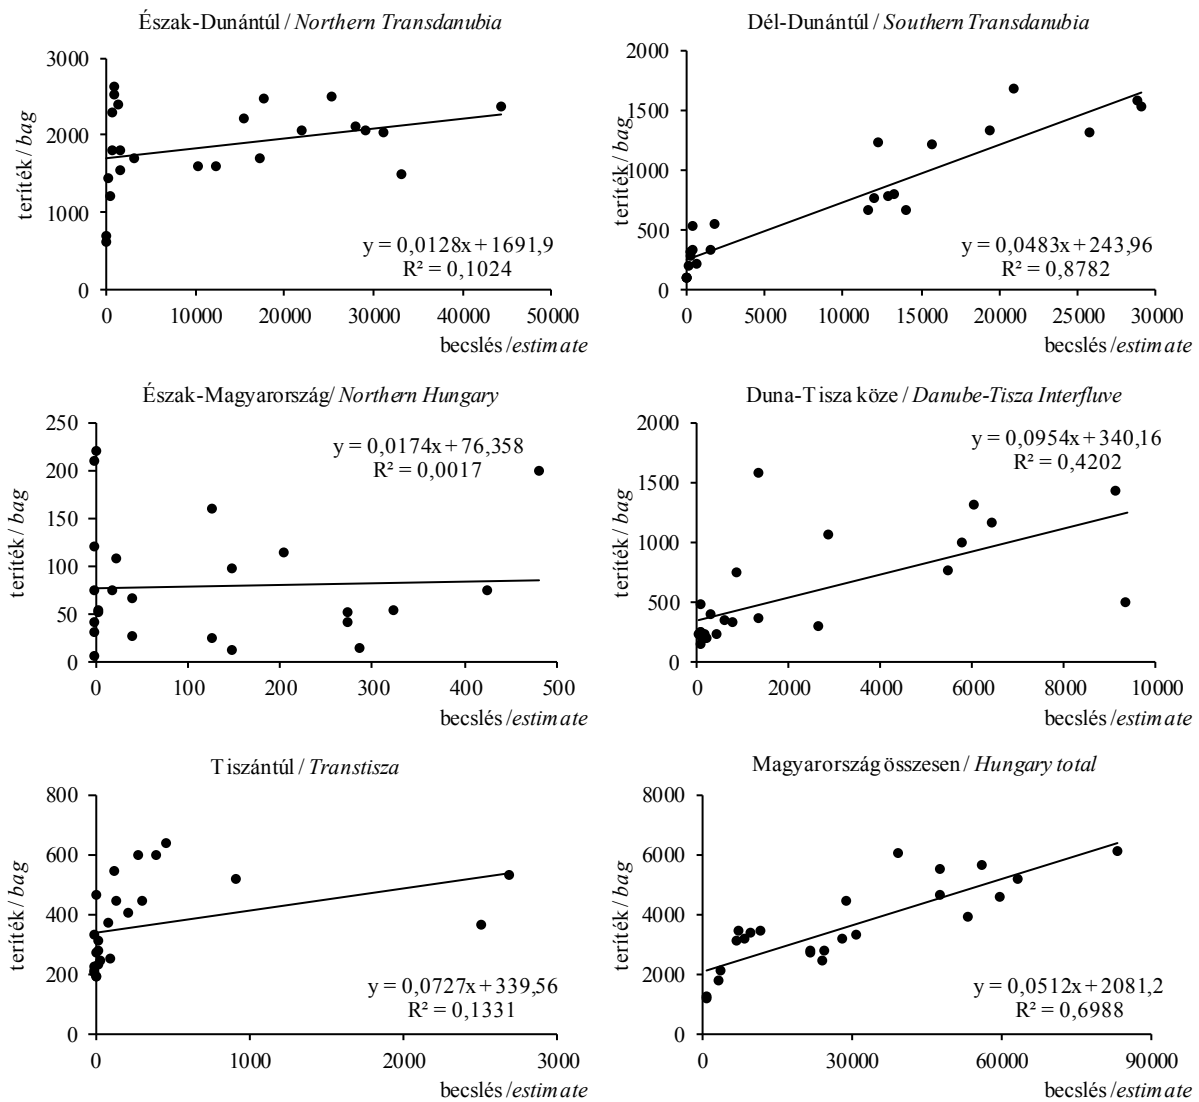 Észak-Dunántúl / Northern Transdanubia
3000
2000
1000
0
teríték / bag
y = 0,0128x + 1691,9
R² = 0,1024
0 10000 20000 30000 40000 50000
becslés /estimate
Dél-Dunántúl / Southern Transdanubia
2000
1500
1000
500
0
teríték / bag
y = 0,0483x + 243,96
R² = 0,8782
0 5000 10000 15000 20000 25000 30000
becslés /estimate
Észak-Magyarország/ Northern Hungary
250
200
150
100
50
0
teríték / bag
y = 0,0174x + 76,358
R² = 0,0017
0 100 200 300 400 500
becslés /estimate
Duna-Tisza köze / Danube-Tisza Interfluve
2000
1500
1000
500
0
teríték / bag
y = 0,0954x + 340,16
R² = 0,4202
0 2000 4000 6000 8000 10000
becslés /estimate
Tiszántúl / Transtisza
800
600
400
200
0
teríték / bag
y = 0,0727x + 339,56
R² = 0,1331
0 1000 2000 3000
becslés /estimate
Magyarország összesen / Hungary total
8000
6000
4000
2000
0
teríték / bag
y = 0,0512x + 2081,2
R² = 0,6988
0 30000 60000 90000
becslés /estimate